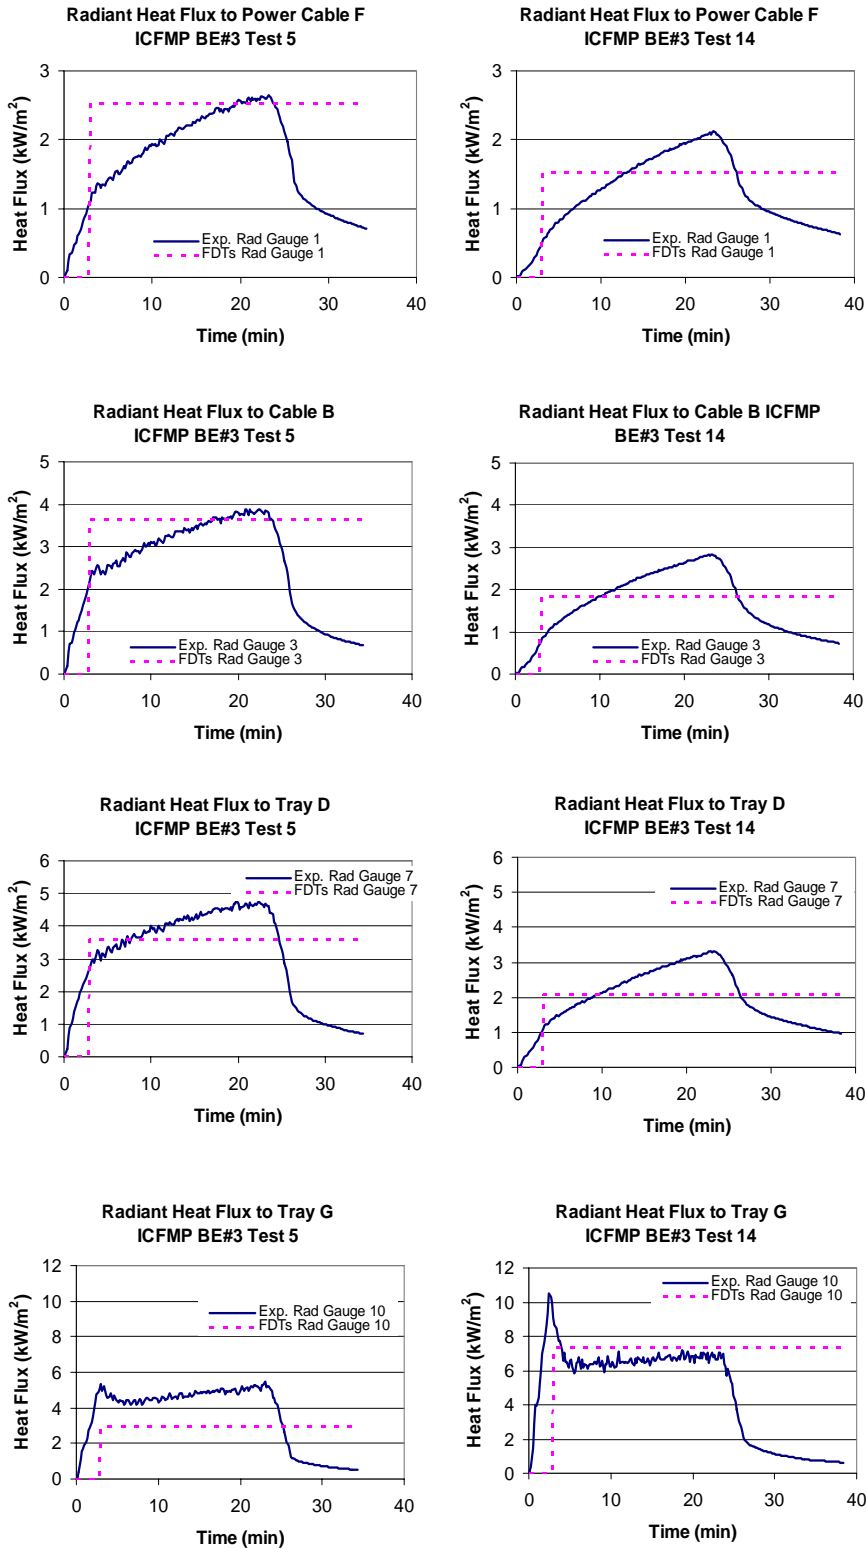 Radiant Heat Flux to Power Cable F
ICFMP BE#3 Test 5
3
2
1
0
Heat Flux (kW/m²)
Exp. Rad Gauge 1
FDTs Rad Gauge 1
0 10 20 30 40
Time (min)
Radiant Heat Flux to Power Cable F
ICFMP BE#3 Test 14
3
2
1
0
Heat Flux (kW/m²)
Exp. Rad Gauge 1
FDTs Rad Gauge 1
0 10 20 30 40
Time (min)
Radiant Heat Flux to Cable B
ICFMP BE#3 Test 5
5
4
3
2
1
0
Heat Flux (kW/m²)
Exp. Rad Gauge 3
FDTs Rad Gauge 3
0 10 20 30 40
Time (min)
Radiant Heat Flux to Cable B ICFMP
BE#3 Test 14
5
4
3
2
1
0
Heat Flux (kW/m²)
Exp. Rad Gauge 3
FDTs Rad Gauge 3
0 10 20 30 40
Time (min)
Radiant Heat Flux to Tray D
ICFMP BE#3 Test 5
6
5
4
3
2
1
0
Heat Flux (kW/m²)
Exp. Rad Gauge 7
FDTs Rad Gauge 7
0 10 20 30 40
Time (min)
Radiant Heat Flux to Tray D
ICFMP BE#3 Test 14
6
5
4
3
2
1
0
Heat Flux (kW/m²)
Exp. Rad Gauge 7
FDTs Rad Gauge 7
0 10 20 30 40
Time (min)
Radiant Heat Flux to Tray G
ICFMP BE#3 Test 5
12
10
8
6
4
2
0
Heat Flux (kW/m²)
Exp. Rad Gauge 10
FDTs Rad Gauge 10
0 10 20 30 40
Time (min)
Radiant Heat Flux to Tray G
ICFMP BE#3 Test 14
12
10
8
6
4
2
0
Heat Flux (kW/m²)
Exp. Rad Gauge 10
FDTs Rad Gauge 10
0 10 20 30 40
Time (min)